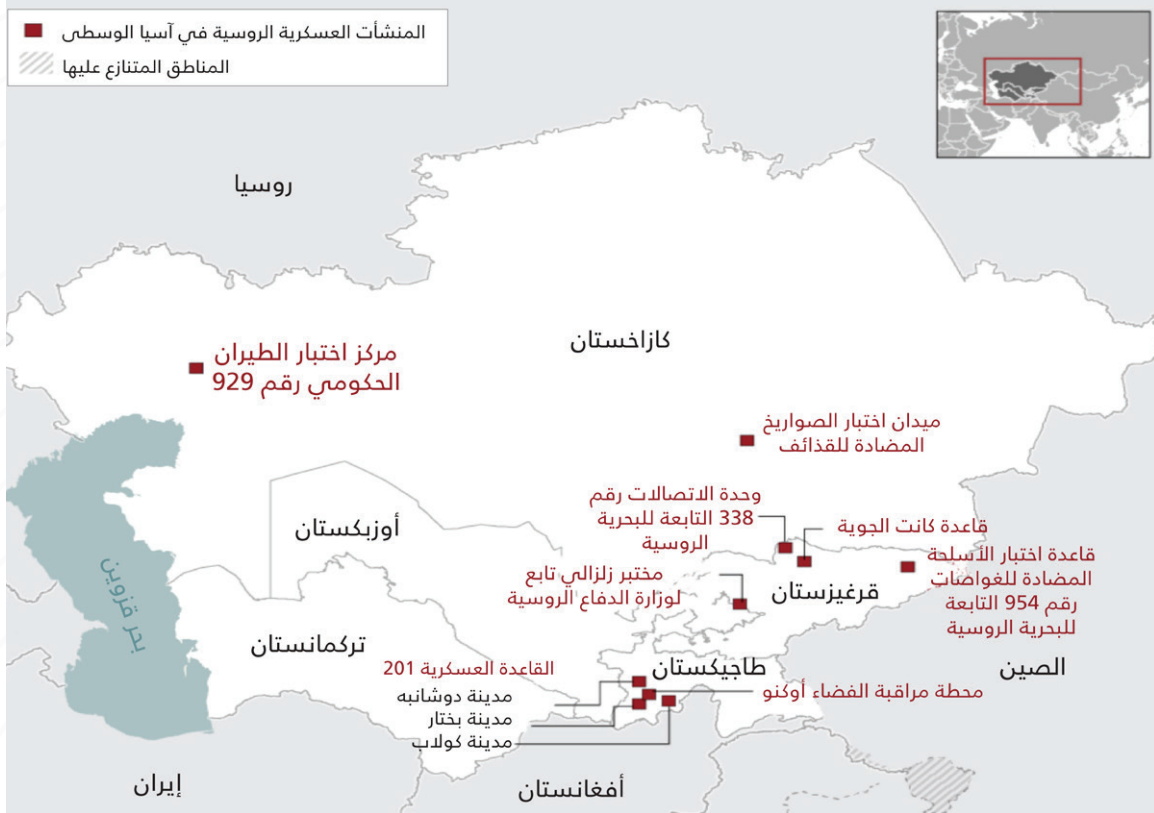 المنشأت العسكرية الروسية في آسيا الوسطى
المناطق المتنازع عليها
روسيا
كازاخستان
مركز اختبار الطيران
الحكومي رقم 929
ميدان اختبار الصواريخ
المضادة للقذائف
وحدة الاتصالات رقم
338 التابعة للبحرية
الروسية
قاعدة كانت الجوية
أوزبكستان
قاعدة اختبار الأسلحة
المضادة للغواصات
رقم 954 التابعة
للبحرية الروسية
مختبر زلزالي تابع
لوزارة الدفاع الروسية
قرغيزستان
بحر قزوين
تركمانستان
طاجيكستان
الصين
القاعدة العسكرية 201
مدينة دوشانبه
مدينة بختار
مدينة كولاب
محطة مراقبة الفضاء أوكنو
إيران
أفغانستان